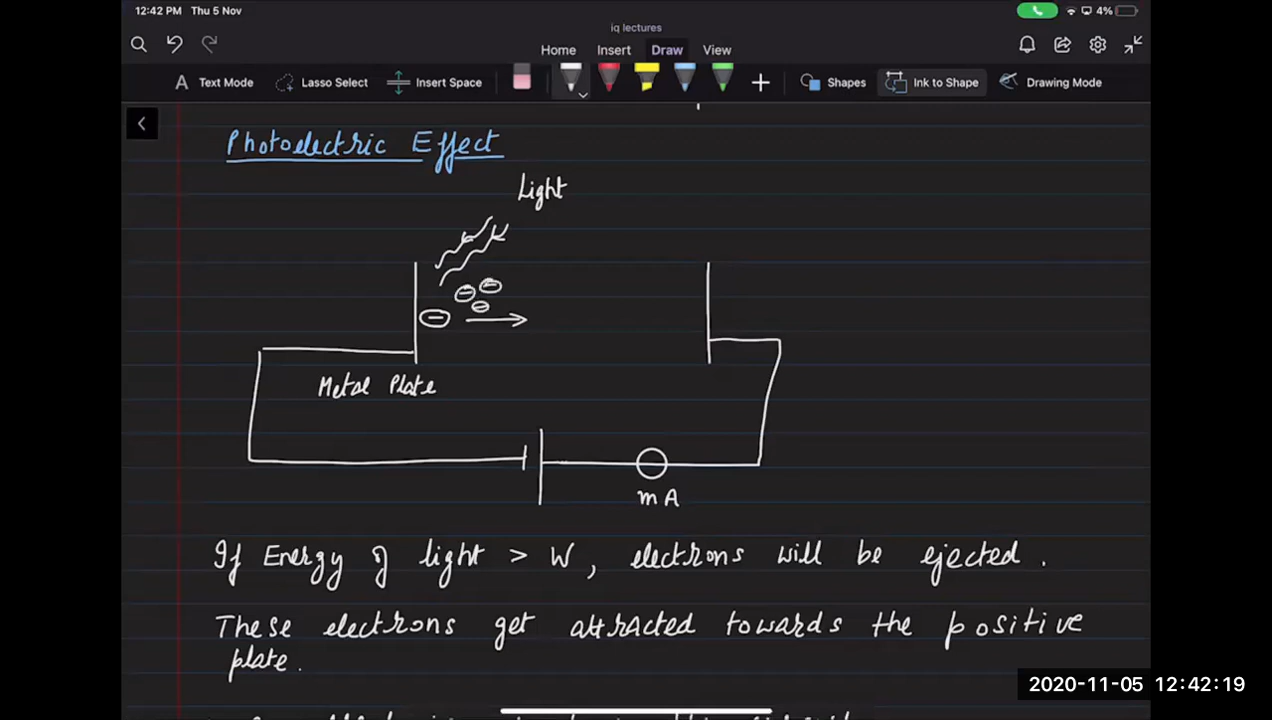 12:42 PM Thu 5 Nov
4%
iq lectures
Home Insert Draw View
Text Mode Lasso Select Insert Space Shapes Ink to Shape Drawing Mode
Photoelectric Effect
Light
Metal Plate
mA
If Energy of light > W, electrons will be ejected.
These electrons get attracted towards the positive
plate.
2020-11-05 12:42:19